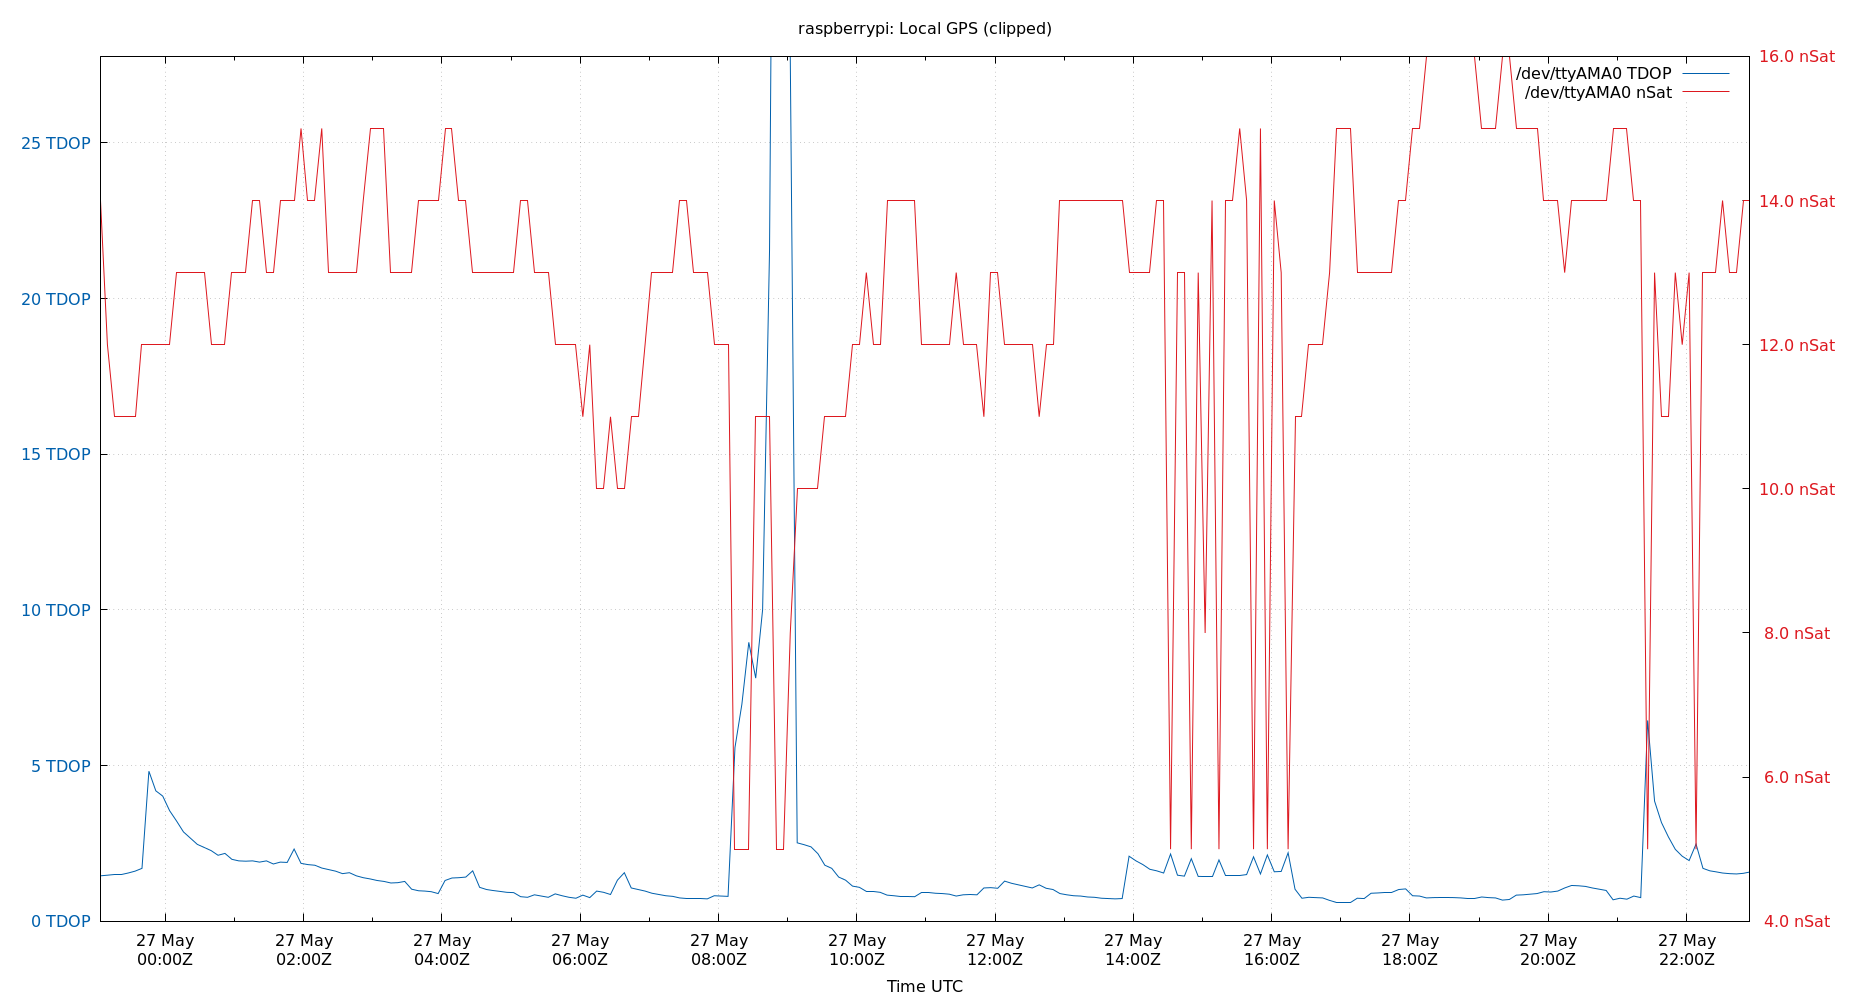 raspberrypi: Local GPS (clipped)
/dev/ttyAMA0 TDOP
/dev/ttyAMA0 nSat
25 TDOP
20 TDOP
15 TDOP
10 TDOP
5 TDOP
0 TDOP
16.0 nSat
14.0 nSat
12.0 nSat
10.0 nSat
8.0 nSat
6.0 nSat
4.0 nSat
27 May
00:00Z
27 May
02:00Z
27 May
04:00Z
27 May
06:00Z
27 May
08:00Z
27 May
10:00Z
27 May
12:00Z
27 May
14:00Z
27 May
16:00Z
27 May
18:00Z
27 May
20:00Z
27 May
22:00Z
Time UTC